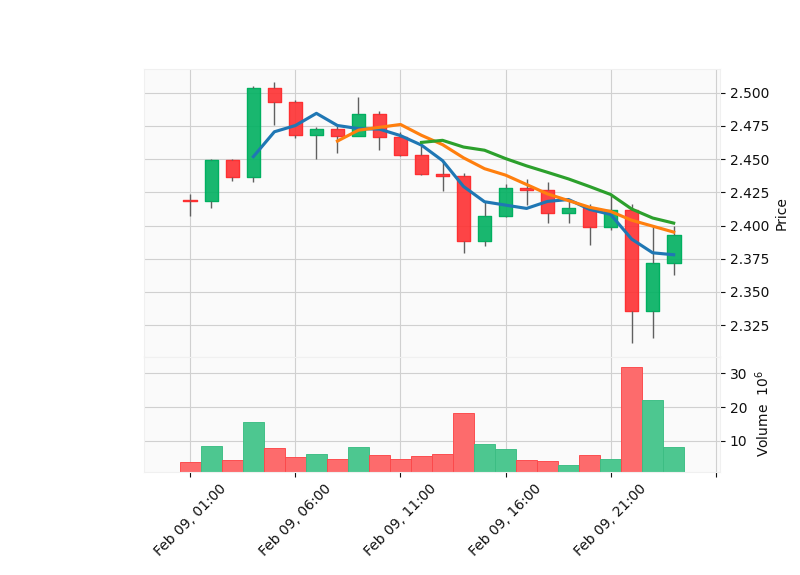 2.500
2.475
2.450
2.425
2.400
2.375
2.350
2.325
Price
30
20
10
Volume 10^6
Feb 09, 01:00
Feb 09, 06:00
Feb 09, 11:00
Feb 09, 16:00
Feb 09, 21:00